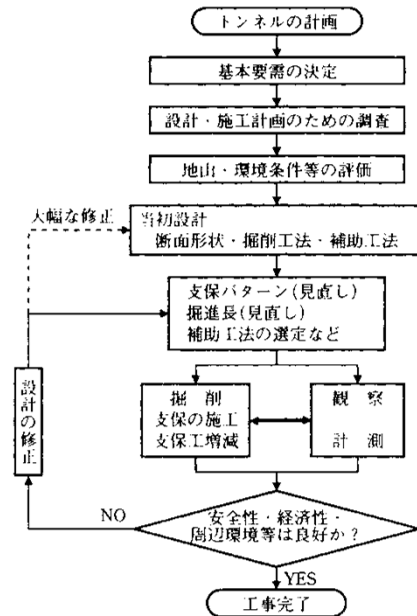 トンネルの計画
基本要需の決定
設計・施工計画のための調査
地山・環境条件等の評価
大幅な修正
当初設計
断面形状・掘削工法・補助工法
支保パターン(見直し)
掘進長(見直し)
補助工法の選定など
設計の修正
掘 削
支保の施工
支保工増減
観 察
計 測
NO
安全性・経済性・
周辺環境等は良好か?
YES
工事完了